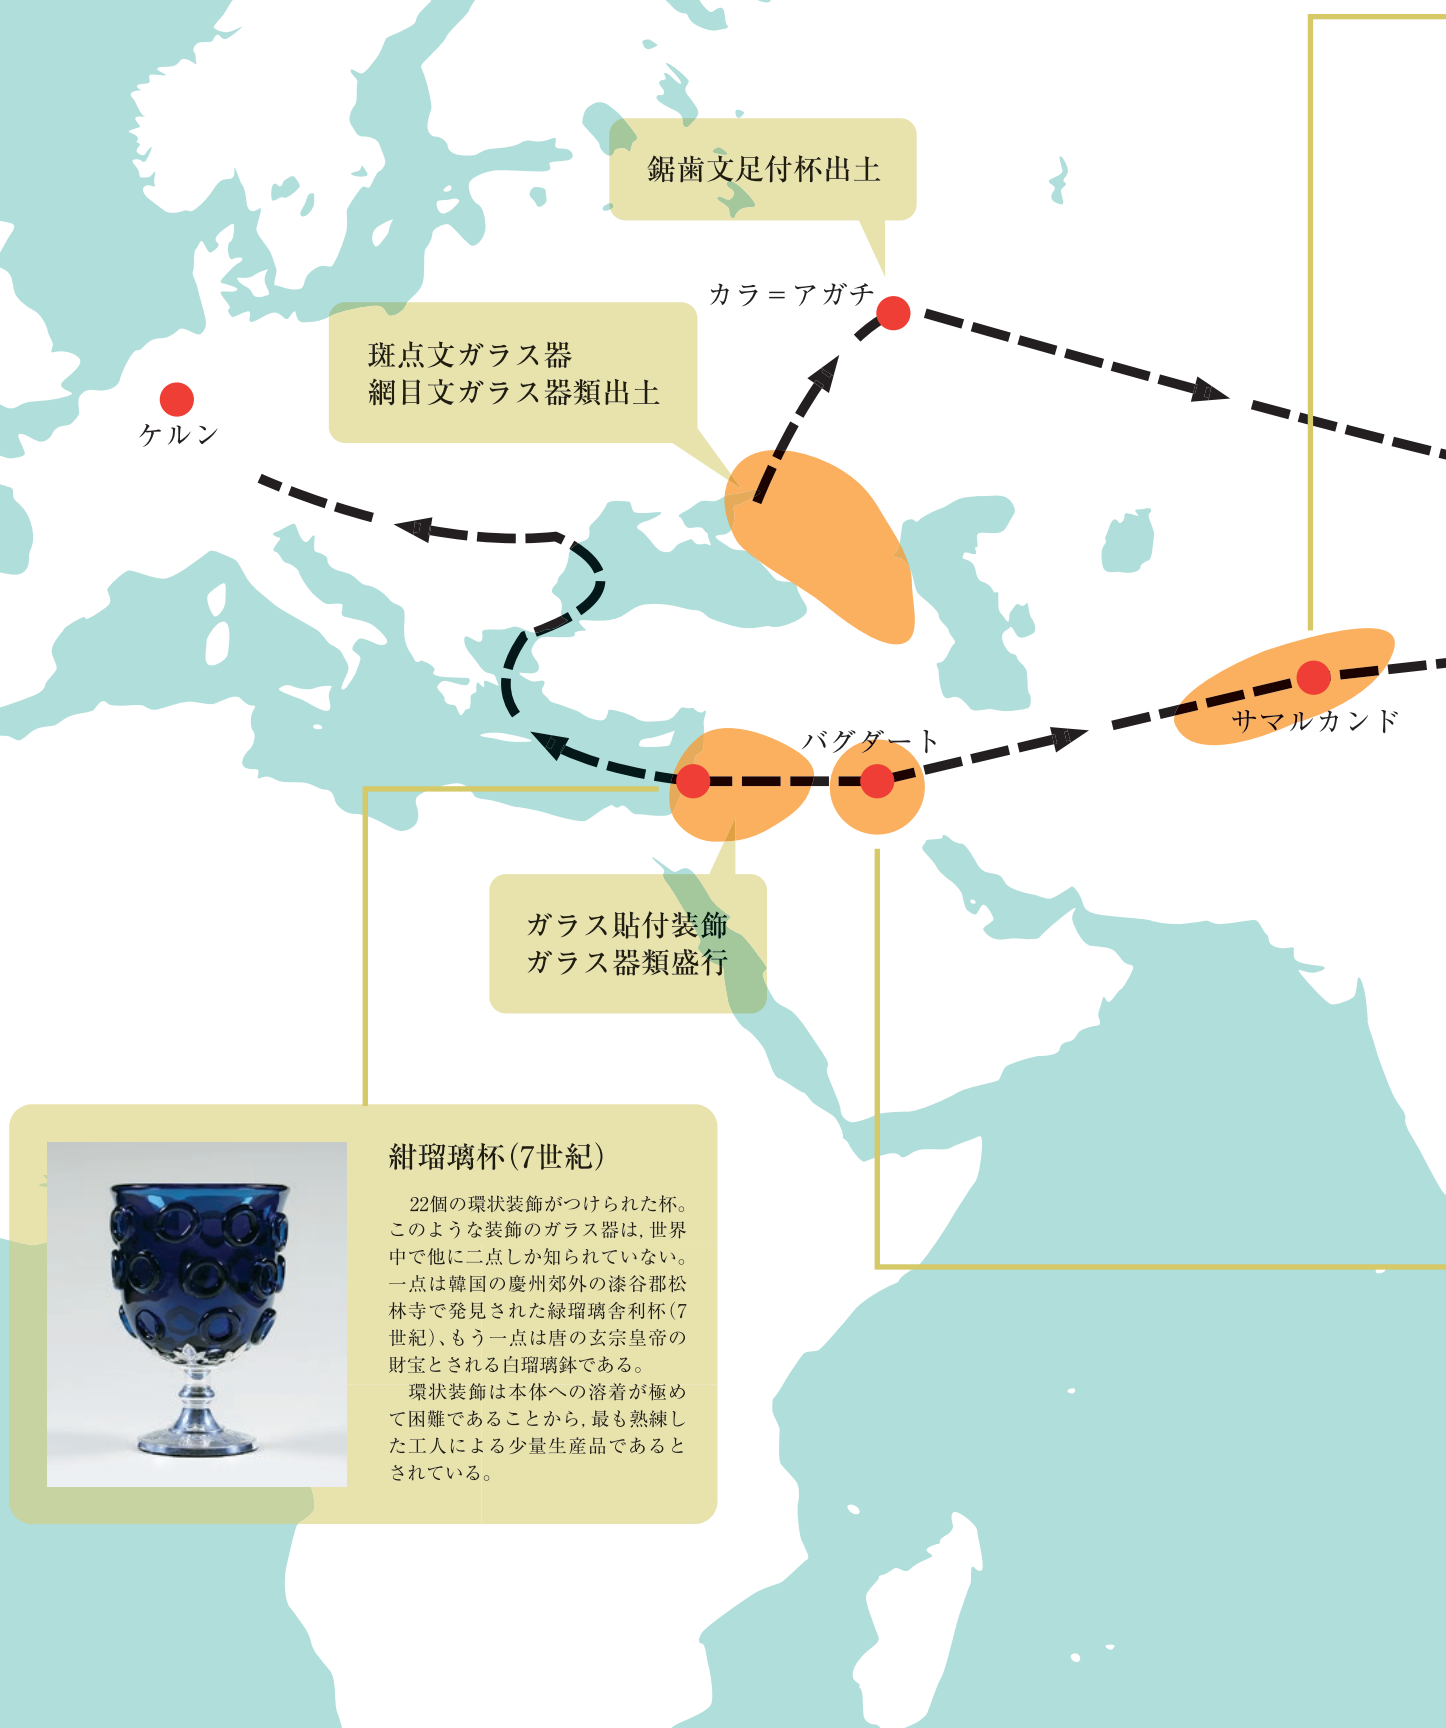 鋸歯文足付杯出土
カラ＝アガチ
斑点文ガラス器
網目文ガラス器類出土
ケルン
サマルカンド
バグダート
ガラス貼付装飾
ガラス器類盛行
紺瑠璃杯（7世紀）
　22個の環状装飾がつけられた杯。
このような装飾のガラス器は，世界
中で他に二点しか知られていない。
一点は韓国の慶州郊外の漆谷郡松
林寺で発見された緑瑠璃舎利杯（7
世紀）、もう一点は唐の玄宗皇帝の
財宝とされる白瑠璃鉢である。
　環状装飾は本体への溶着が極め
て困難であることから，最も熟練し
た工人による少量生産品であると
されている。